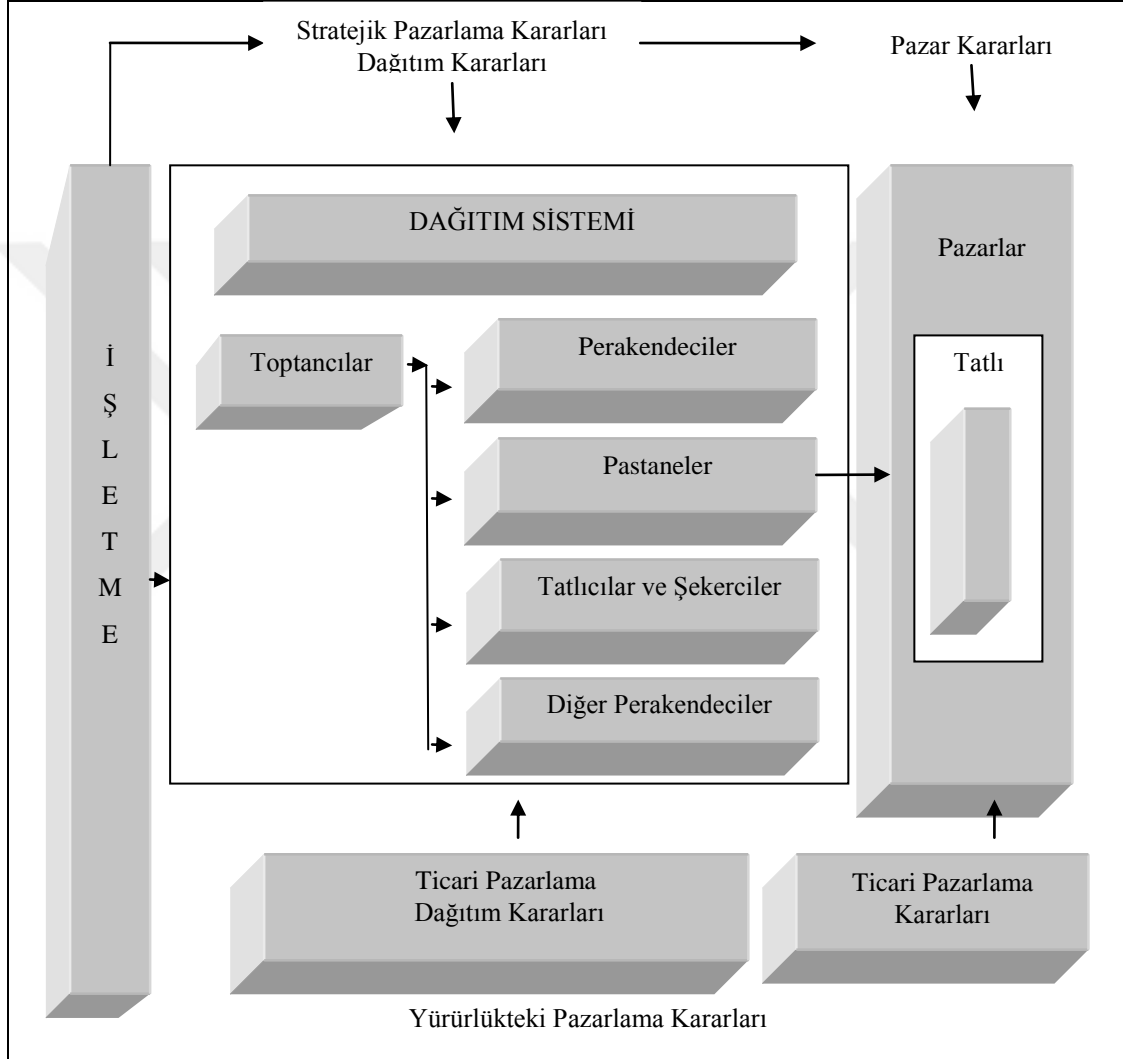 Stratejik Pazarlama Kararları
Dağıtım Kararları
Pazar Kararları
İ
Ş
L
E
T
M
E
DAĞITIM SİSTEMİ
Toptancılar
Perakendeciler
Pastaneler
Tatlıcılar ve Şekerciler
Diğer Perakendeciler
Pazarlar
Tatlı
Ticari Pazarlama
Dağıtım Kararları
Ticari Pazarlama
Kararları
Yürürlükteki Pazarlama Kararları